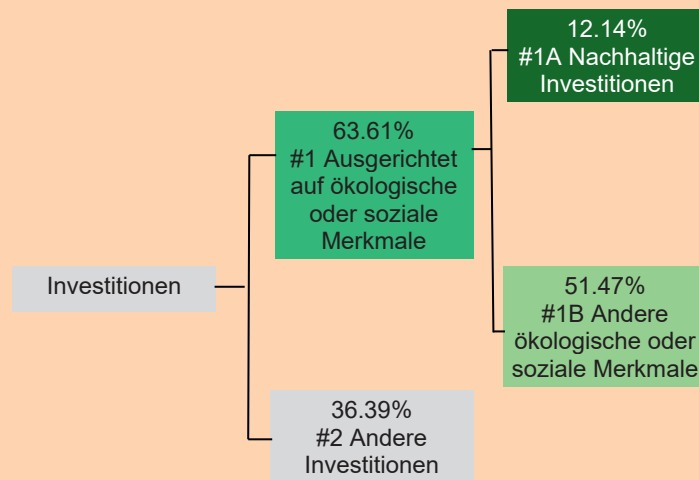 Investitionen
63.61%
#1 Ausgerichtet
auf ökologische
oder soziale
Merkmale
36.39%
#2 Andere
Investitionen
12.14%
#1A Nachhaltige
Investitionen
51.47%
#1B Andere
ökologische oder
soziale Merkmale